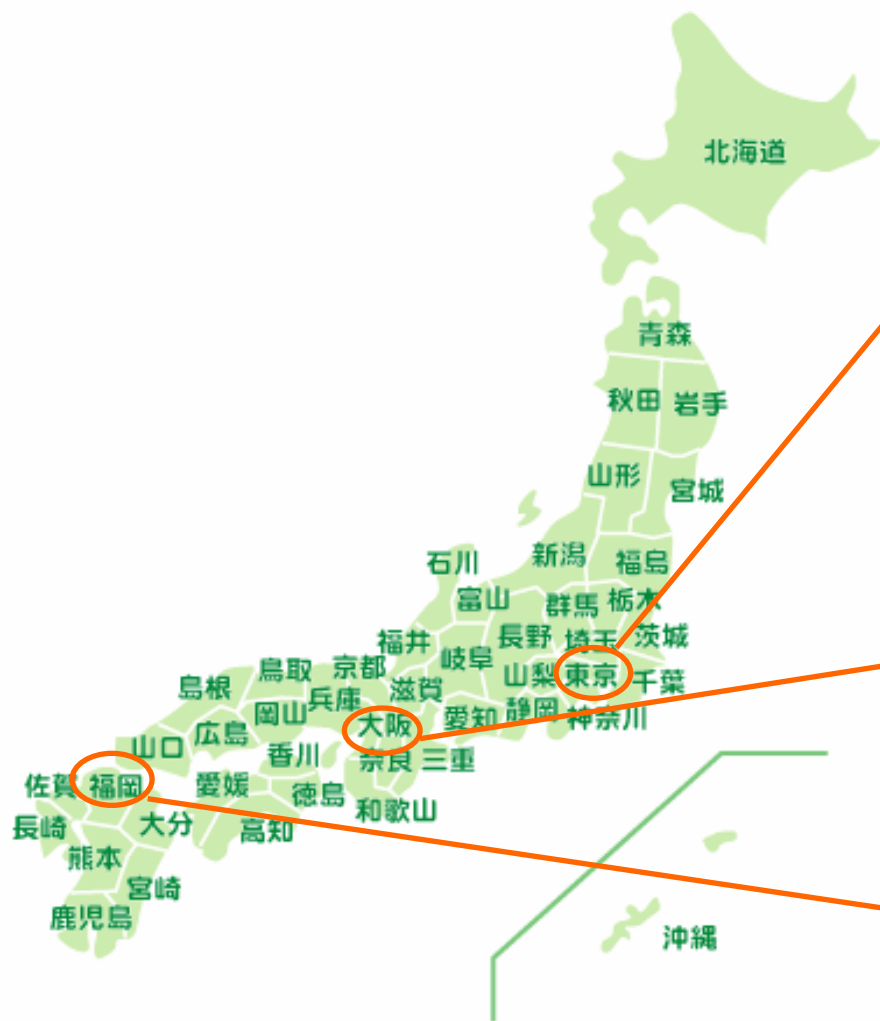 北海道
青森
秋田
岩手
山形
宮城
新潟
福島
石川
富山
群馬
栃木
福井
長野
埼玉
茨城
岐阜
鳥取
京都
山梨
東京
千葉
島根
滋賀
兵庫
岡山
愛知
静岡
神奈川
大阪
広島
山口
香川
奈良
三重
佐賀
福岡
愛媛
徳島
和歌山
長崎
大分
高知
熊本
宮崎
鹿児島
沖縄